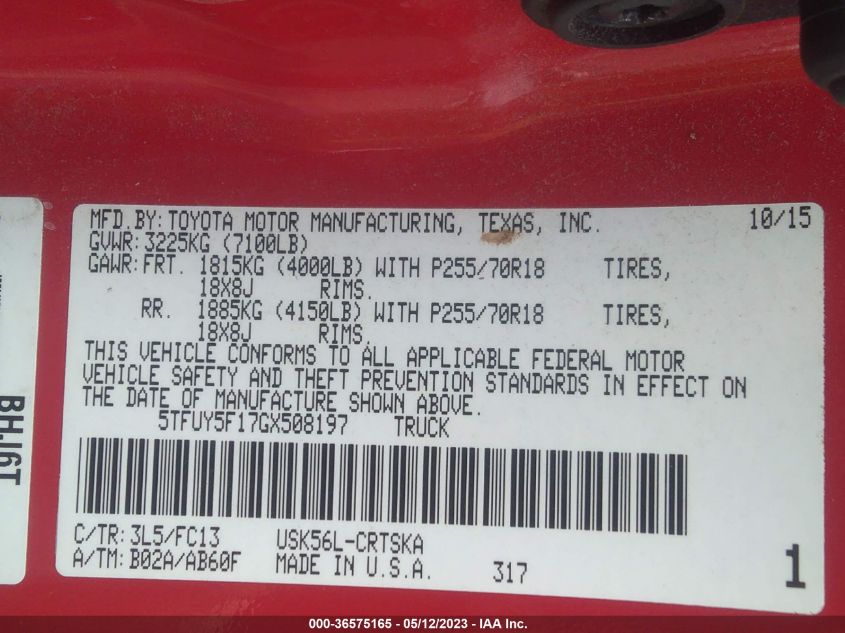 MFD. BY: TOYOTA MOTOR MANUFACTURING, TEXAS, INC. 10/15
GVWR: 3225KG (7100LB)
GAWR: FRT. 1815KG (4000LB) WITH P255/70R18 TIRES,
18X8J RIMS.
RR. 1885KG (4150LB) WITH P255/70R18 TIRES,
18X8J RIMS.
THIS VEHICLE CONFORMS TO ALL APPLICABLE FEDERAL MOTOR
VEHICLE SAFETY AND THEFT PREVENTION STANDARDS IN EFFECT ON
THE DATE OF MANUFACTURE SHOWN ABOVE.
5TFUY5F17GX508197 TRUCK
C/TR: 3L5/FC13 USK56L-CRTSKA
A/TM: B02A/AB60F MADE IN U.S.A. 317 1
BHJ6T
000-36575165 - 05/12/2023 - IAA Inc.